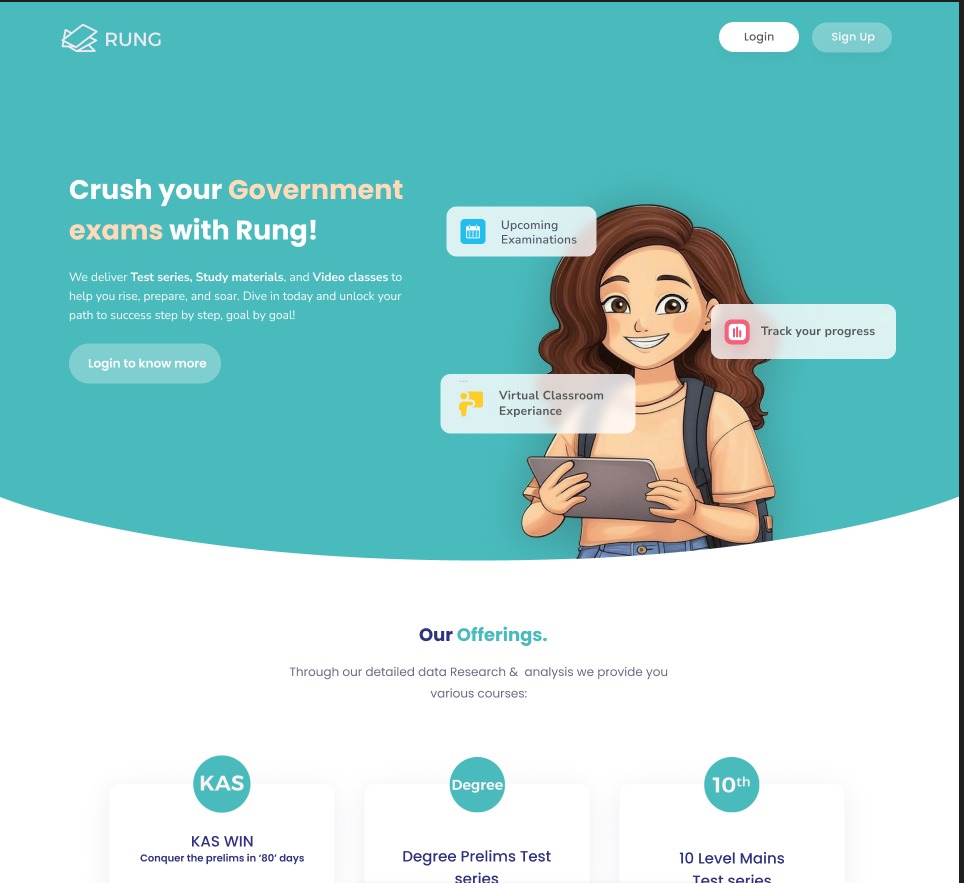 RUNG
Login
Sign Up
Crush your Government
exams with Rung!
We deliver Test series, Study materials, and Video classes to
help you rise, prepare, and soar. Dive in today and unlock your
path to success step by step, goal by goal!
Login to know more
Upcoming
Examinations
Track your progress
...
Virtual Classroom
Experiance
Our Offerings.
Through our detailed data Research & analysis we provide you
various courses:
KAS
KAS WIN
Conquer the prelims in ‘80’ days
Degree
Degree Prelims Test
series
10th
10 Level Mains
Test series